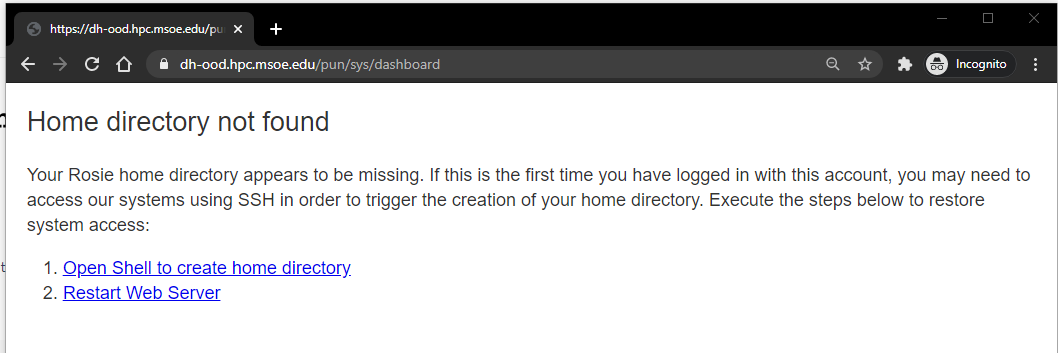 https://dh-ood.hpc.msoe.edu/pu
dh-ood.hpc.msoe.edu/pun/sys/dashboard
Incognito
Home directory not found
Your Rosie home directory appears to be missing. If this is the first time you have logged in with this account, you may need to
access our systems using SSH in order to trigger the creation of your home directory. Execute the steps below to restore
system access:
1. Open Shell to create home directory
2. Restart Web Server